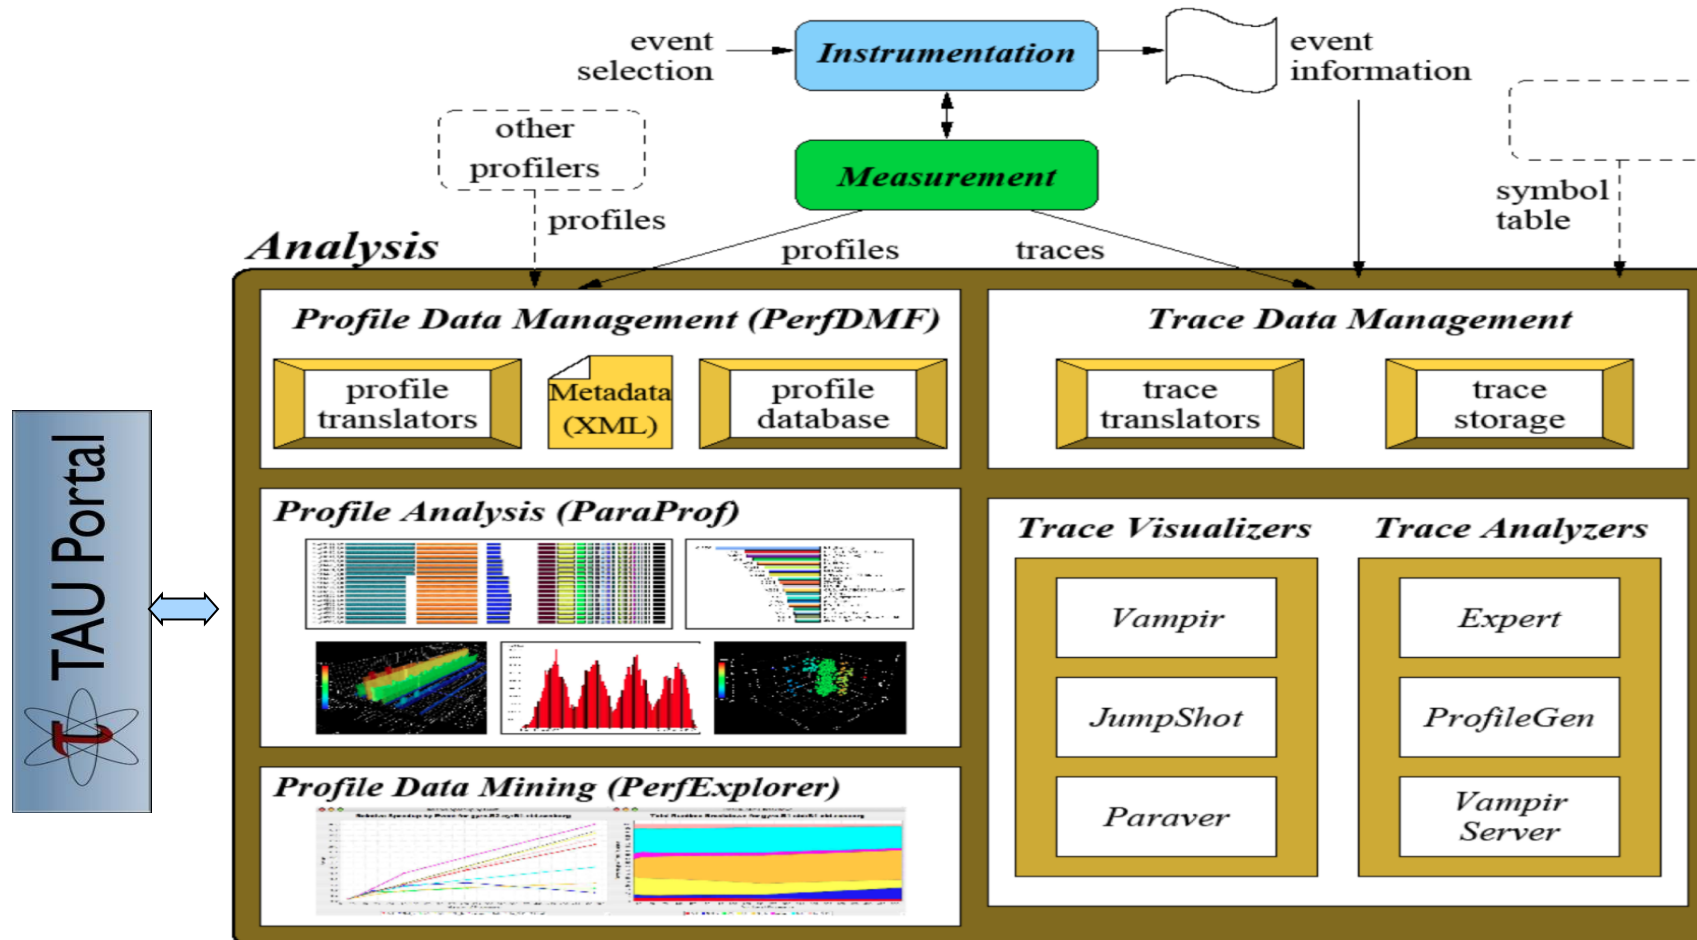 event
selection
Instrumentation
event
information
other
profilers
Measurement
symbol
table
profiles
profiles
traces
Analysis
Profile Data Management (PerfDMF)
profile
translators
Metadata
(XML)
profile
database
Trace Data Management
trace
translators
trace
storage
TAU Portal
Profile Analysis (ParaProf)
Trace Visualizers
Vampir
JumpShot
Paraver
Trace Analyzers
Expert
ProfileGen
Vampir
Server
Profile Data Mining (PerfExplorer)